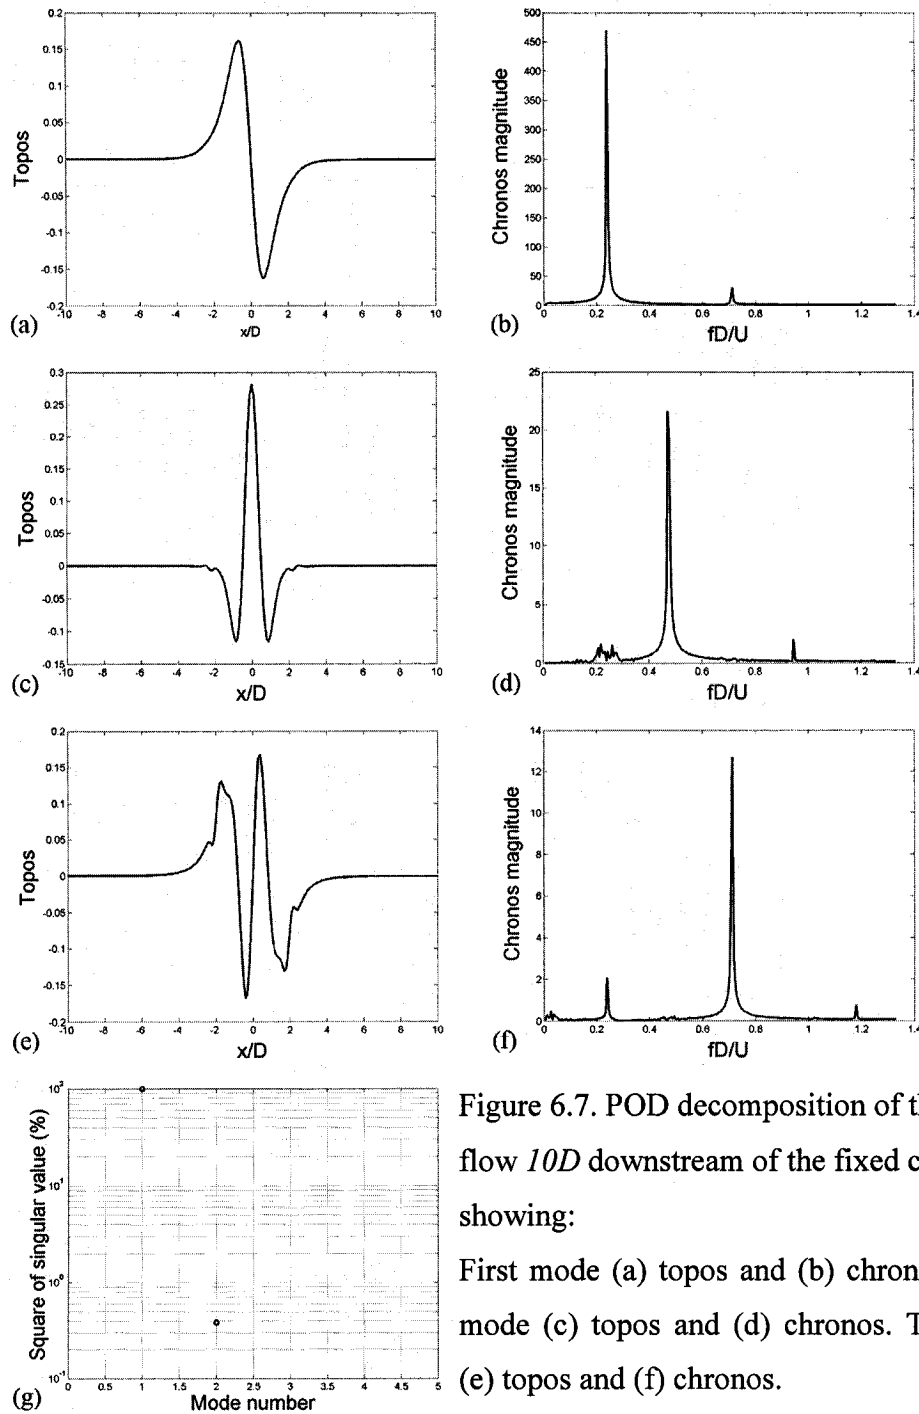 0.2
0.15
0.1
0.05
0
-0.05
-0.1
-0.15
-0.2
Topos
-10 -8 -6 -4 -2 0 2 4 6 8 10
x/D
(a)
500
450
400
350
300
250
200
150
100
50
0
Chronos magnitude
0 0.2 0.4 0.6 0.8 1 1.2 1.4
fD/U
(b)
0.3
0.25
0.2
0.15
0.1
0.05
0
-0.05
-0.1
-0.15
Topos
-10 -8 -6 -4 -2 0 2 4 6 8 10
x/D
(c)
25
20
15
10
5
0
Chronos magnitude
0 0.2 0.4 0.6 0.8 1 1.2 1.4
fD/U
(d)
0.2
0.15
0.1
0.05
0
-0.05
-0.1
-0.15
-0.2
Topos
-10 -8 -6 -4 -2 0 2 4 6 8 10
x/D
(e)
14
12
10
8
6
4
2
0
Chronos magnitude
0 0.2 0.4 0.6 0.8 1 1.2 1.4
fD/U
(f)
10²
10¹
10⁰
10⁻¹
Square of singular value (%)
0 0.5 1 1.5 2 2.5 3 3.5 4 4.5 5
Mode number
(g)
Figure 6.7. POD decomposition of
flow 10D downstream of the fixed
showing:
First mode (a) topos and (b)
mode (c) topos and (d) chronos.
(e) topos and (f) chronos.